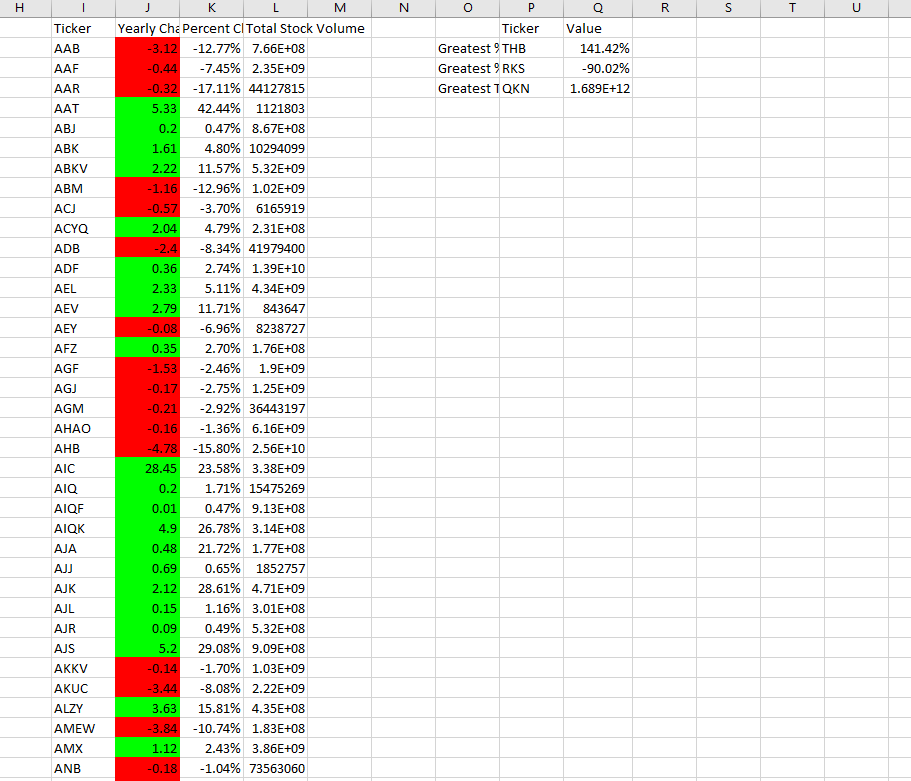 H I J K L M N O P Q R S T U
Ticker Yearly Cha Percent Cl Total Stock Volume Ticker Value
AAB -3.12 -12.77% 7.66E+08 Greatest % THB 141.42%
AAF -0.44 -7.45% 2.35E+09 Greatest % RKS -90.02%
AAR -0.32 -17.11% 44127815 Greatest T QKN 1.689E+12
AAT 5.33 42.44% 1121803
ABJ 0.2 0.47% 8.67E+08
ABK 1.61 4.80% 10294099
ABKV 2.22 11.57% 5.32E+09
ABM -1.16 -12.96% 1.02E+09
ACJ -0.57 -3.70% 6165919
ACYQ 2.04 4.79% 2.31E+08
ADB -2.4 -8.34% 41979400
ADF 0.36 2.74% 1.39E+10
AEL 2.33 5.11% 4.34E+09
AEV 2.79 11.71% 843647
AEY -0.08 -6.96% 8238727
AFZ 0.35 2.70% 1.76E+08
AGF -1.53 -2.46% 1.9E+09
AGJ -0.17 -2.75% 1.25E+09
AGM -0.21 -2.92% 36443197
AHAO -0.16 -1.36% 6.16E+09
AHB -4.78 -15.80% 2.56E+10
AIC 28.45 23.58% 3.38E+09
AIQ 0.2 1.71% 15475269
AIQF 0.01 0.47% 9.13E+08
AIQK 4.9 26.78% 3.14E+08
AJA 0.48 21.72% 1.77E+08
AJJ 0.69 0.65% 1852757
AJK 2.12 28.61% 4.71E+09
AJL 0.15 1.16% 3.01E+08
AJR 0.09 0.49% 5.32E+08
AJS 5.2 29.08% 9.09E+08
AKKV -0.14 -1.70% 1.03E+09
AKUC -3.44 -8.08% 2.22E+09
ALZY 3.63 15.81% 4.35E+08
AMEW -3.84 -10.74% 1.83E+08
AMX 1.12 2.43% 3.86E+09
ANB -0.18 -1.04% 73563060